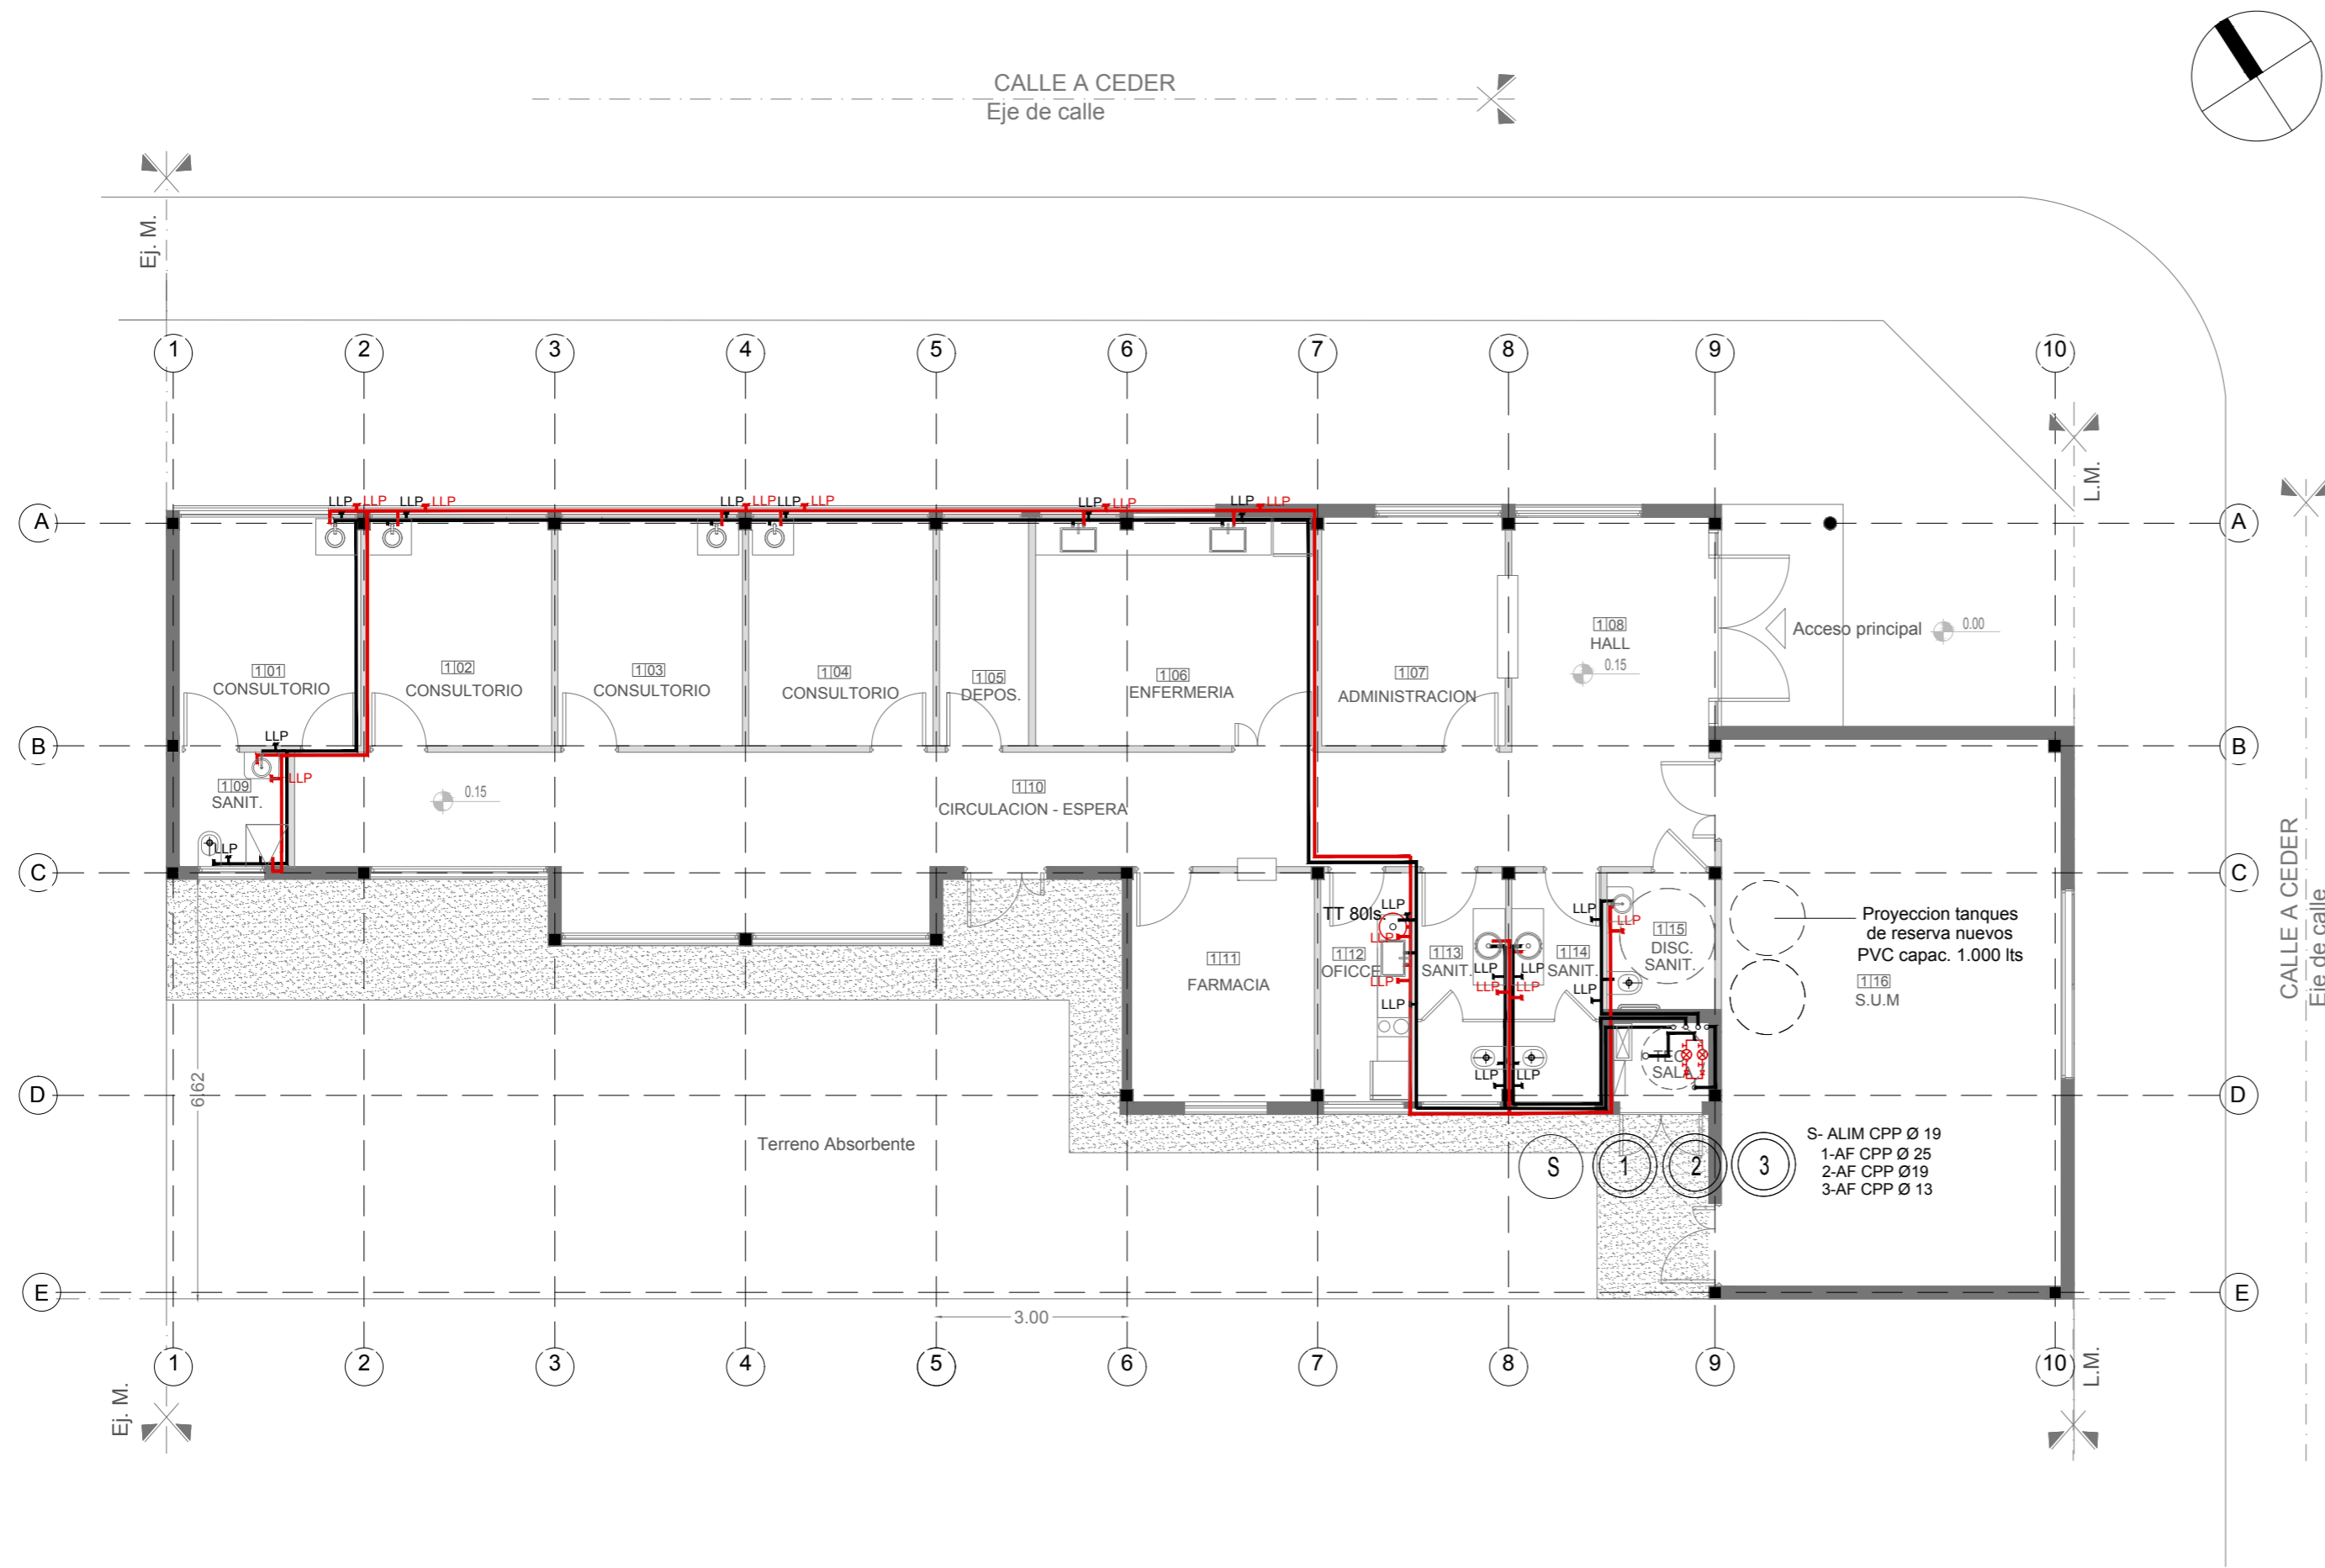 CALLE A CEDER
Eje de calle
Ej. M.
1
2
3
4
5
6
7
8
9
10
L.M.
LLP
LLP
LLP
LLP
LLP
LLP
LLP
LLP
LLP
LLP
LLP
LLP
A
A
1|01
CONSULTORIO
1|02
CONSULTORIO
1|03
CONSULTORIO
1|04
CONSULTORIO
1|05
DEPOS.
1|06
ENFERMERIA
1|07
ADMINISTRACION
1|08
HALL
0.15
Acceso principal
0.00
B
B
LLP
LLP
1|09
SANIT.
LLP
0.15
1|10
CIRCULACION - ESPERA
C
C
CALLE A CEDER
Eje de calle
TT 80ls.
LLP
LLP
LLP
LLP
1|11
FARMACIA
1|12
OFICCE
1|13
SANIT.
LLP
LLP
LLP
LLP
1|14
SANIT.
LLP
LLP
LLP
1|15
DISC.
SANIT.
Proyeccion tanques
de reserva nuevos
PVC capac. 1.000 lts
1|16
S.U.M
SALA
LLP
LLP
D
D
6,62
Terreno Absorbente
S
1
2
3
S- ALIM CPP Ø 19
1-AF CPP Ø 25
2-AF CPP Ø19
3-AF CPP Ø 13
E
E
3.00
1
2
3
4
5
6
7
8
9
10
Ej. M.
L.M.